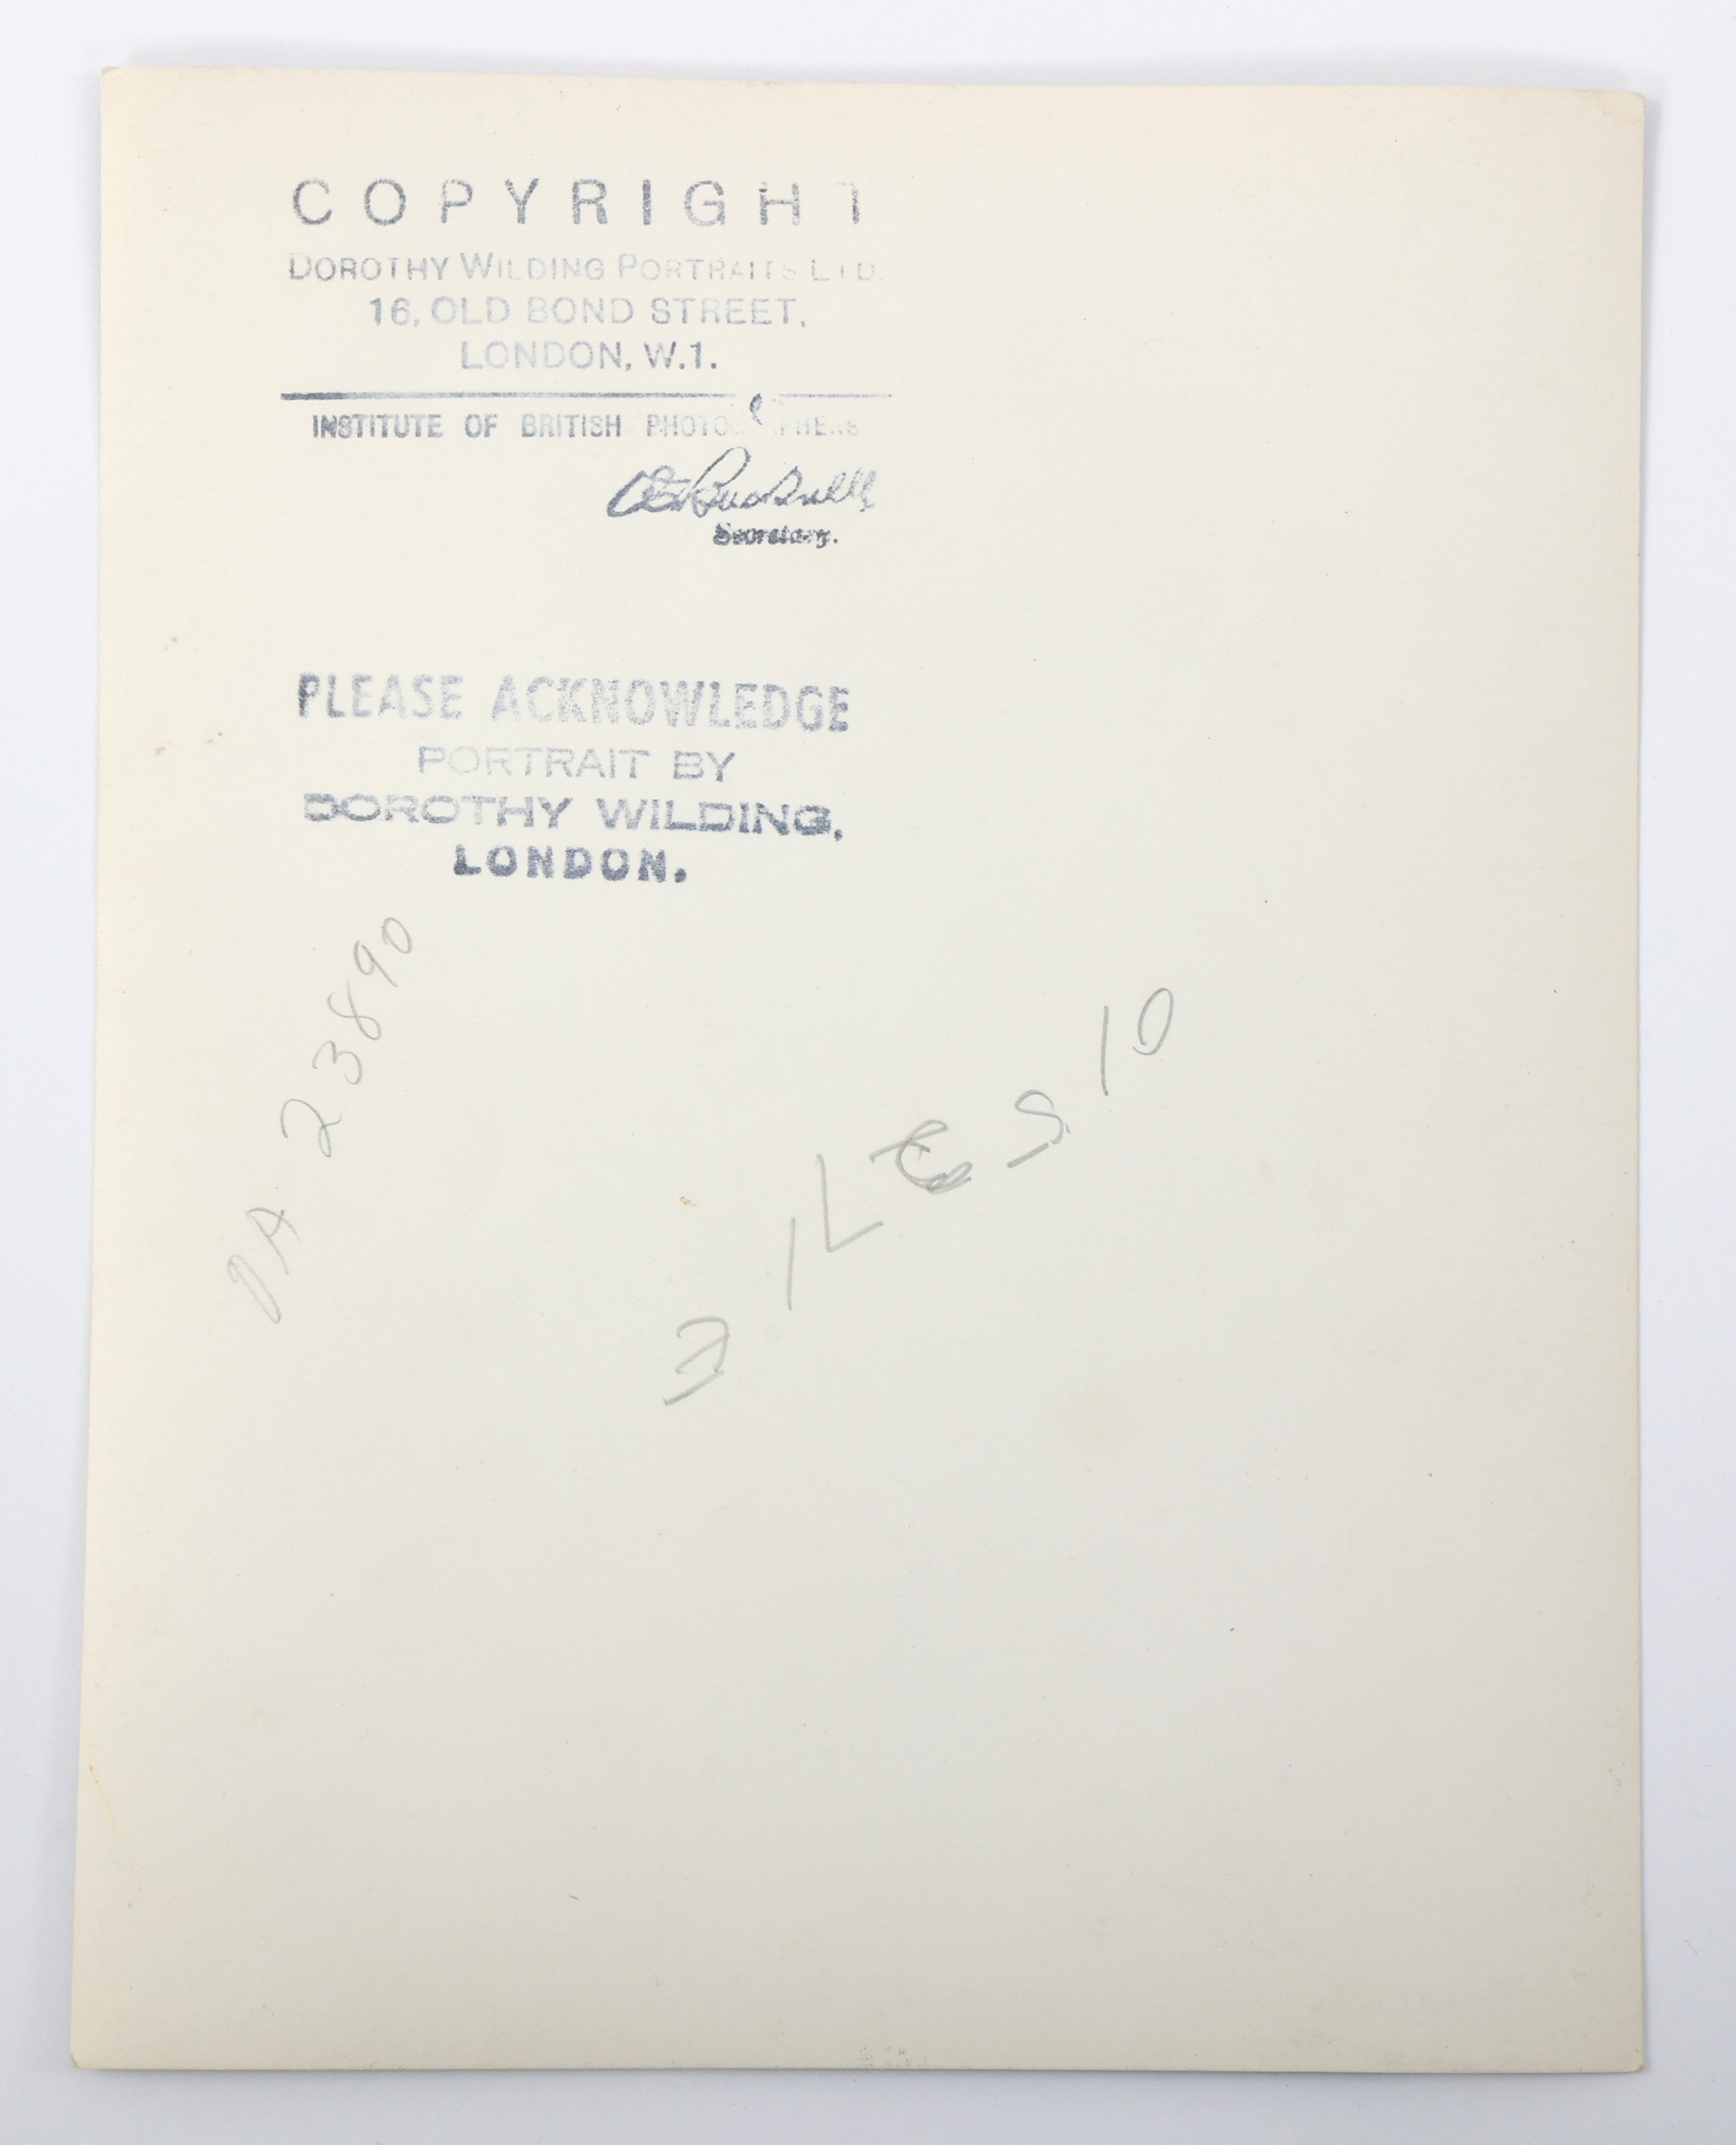 COPYRIGHT
DOROTHY WILDING PORTRAITS LTD.
16, OLD BOND STREET,
LONDON, W.1.
INSTITUTE OF BRITISH PHOTOGRAPHERS
Secretary.
PLEASE ACKNOWLEDGE
PORTRAIT BY
DOROTHY WILDING,
LONDON.
23890
10